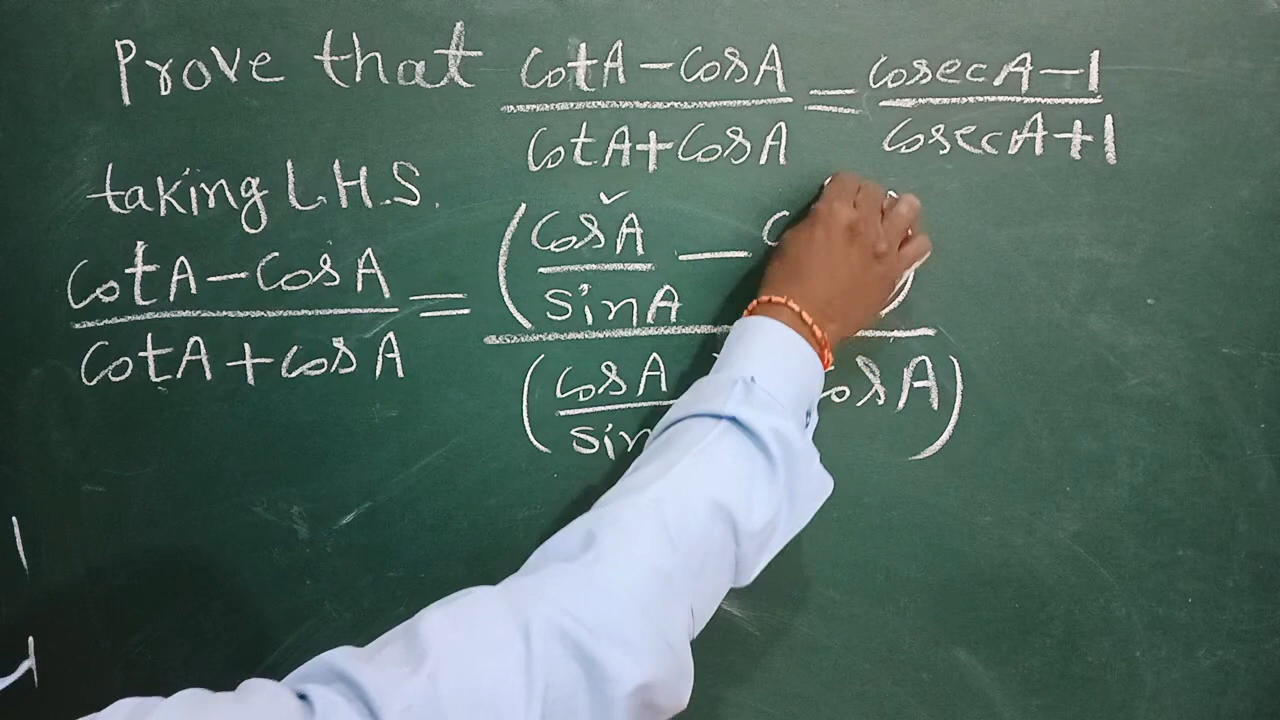 Prove that cotA - cosA / cotA + cosA = cosecA - 1 / cosecA + 1
taking L.H.S.
cotA - cosA / cotA + cosA = (cosA / sinA - ) / (cosA / sin cosA)